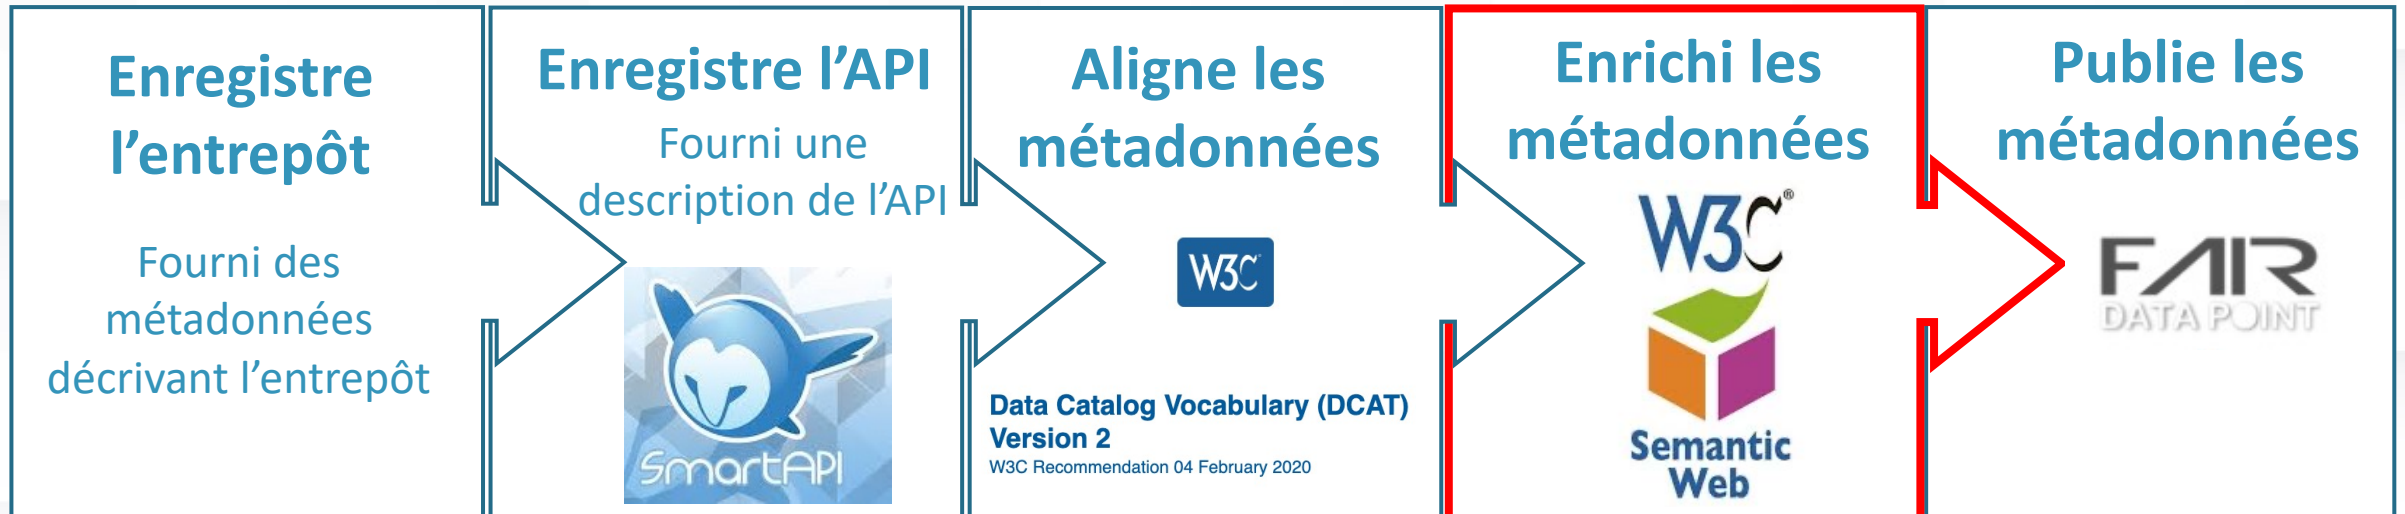 Enregistre
l’entrepôt
Fourni des
métadonnées
décrivant l’entrepôt
Enregistre l’API
Fourni une
description de l’API
SmartAPI
Aligne les
métadonnées
W3C
Data Catalog Vocabulary (DCAT)
Version 2
W3C Recommendation 04 February 2020
Enrichi les
métadonnées
W3C®
Semantic
Web
Publie les
métadonnées
FAIR
DATA POINT